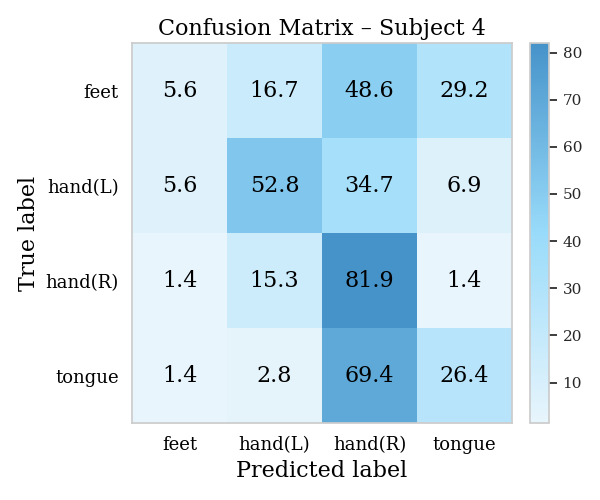 Confusion Matrix – Subject 4
feet 5.6 16.7 48.6 29.2
hand(L) 5.6 52.8 34.7 6.9
hand(R) 1.4 15.3 81.9 1.4
tongue 1.4 2.8 69.4 26.4
feet hand(L) hand(R) tongue
Predicted label
True label
80
70
60
50
40
30
20
10